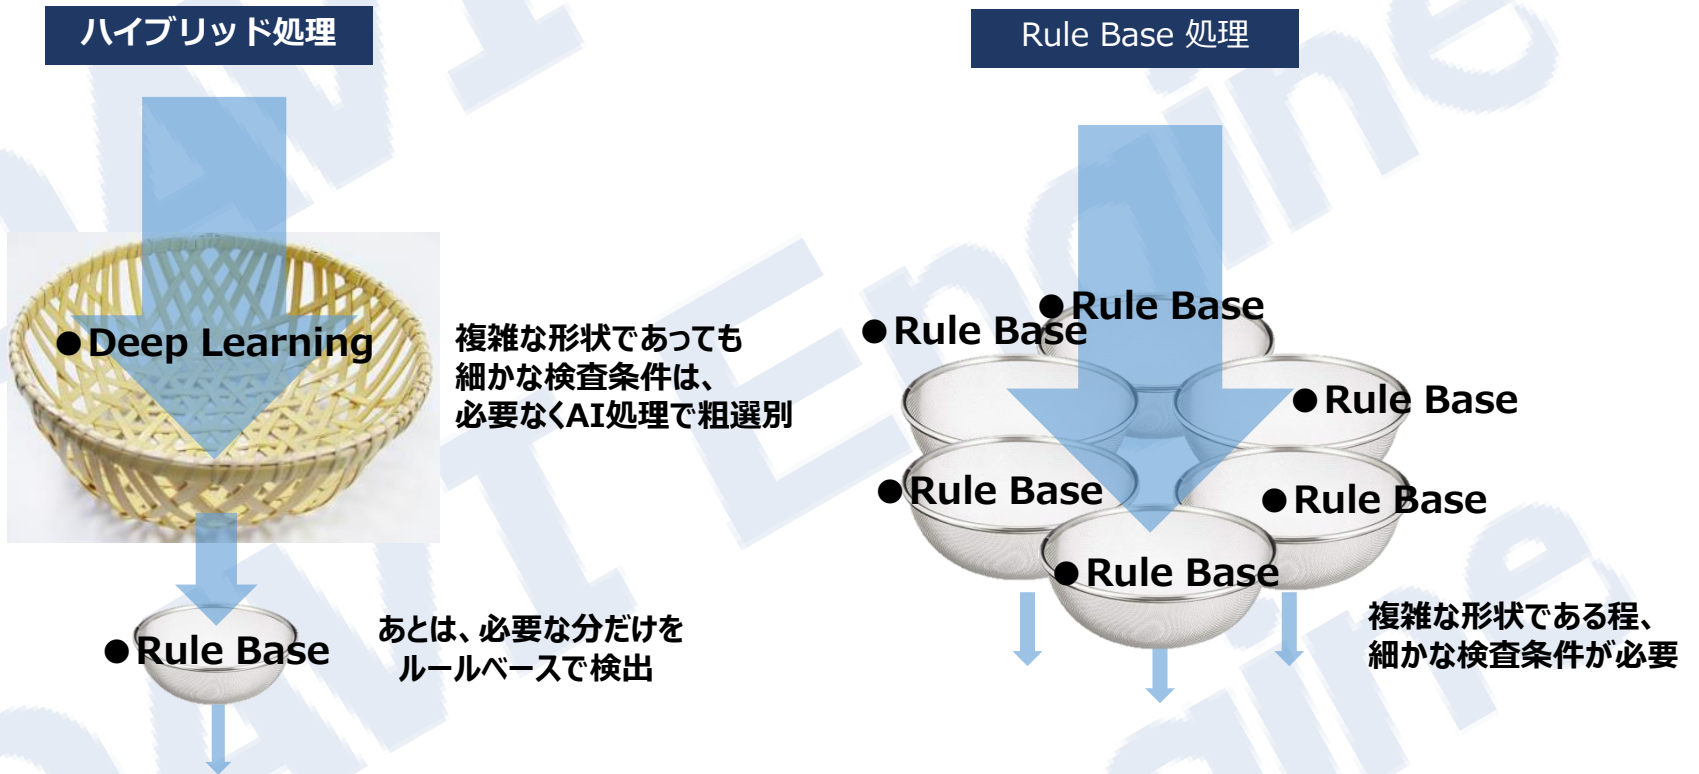 ハイブリッド処理
●Deep Learning
複雑な形状であっても
細かな検査条件は、
必要なくAI処理で粗選別
●Rule Base
あとは、必要な分だけを
ルールベースで検出
Rule Base 処理
●Rule Base
●Rule Base
●Rule Base
●Rule Base
●Rule Base
●Rule Base
複雑な形状である程、
細かな検査条件が必要
DAVI Engine